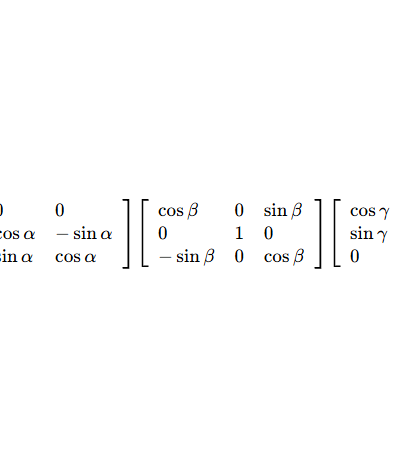 0 0 ] [ cos β 0 sin β ] [ cos γ
cos α − sin α 0 1 0 sin γ
sin α cos α − sin β 0 cos β 0